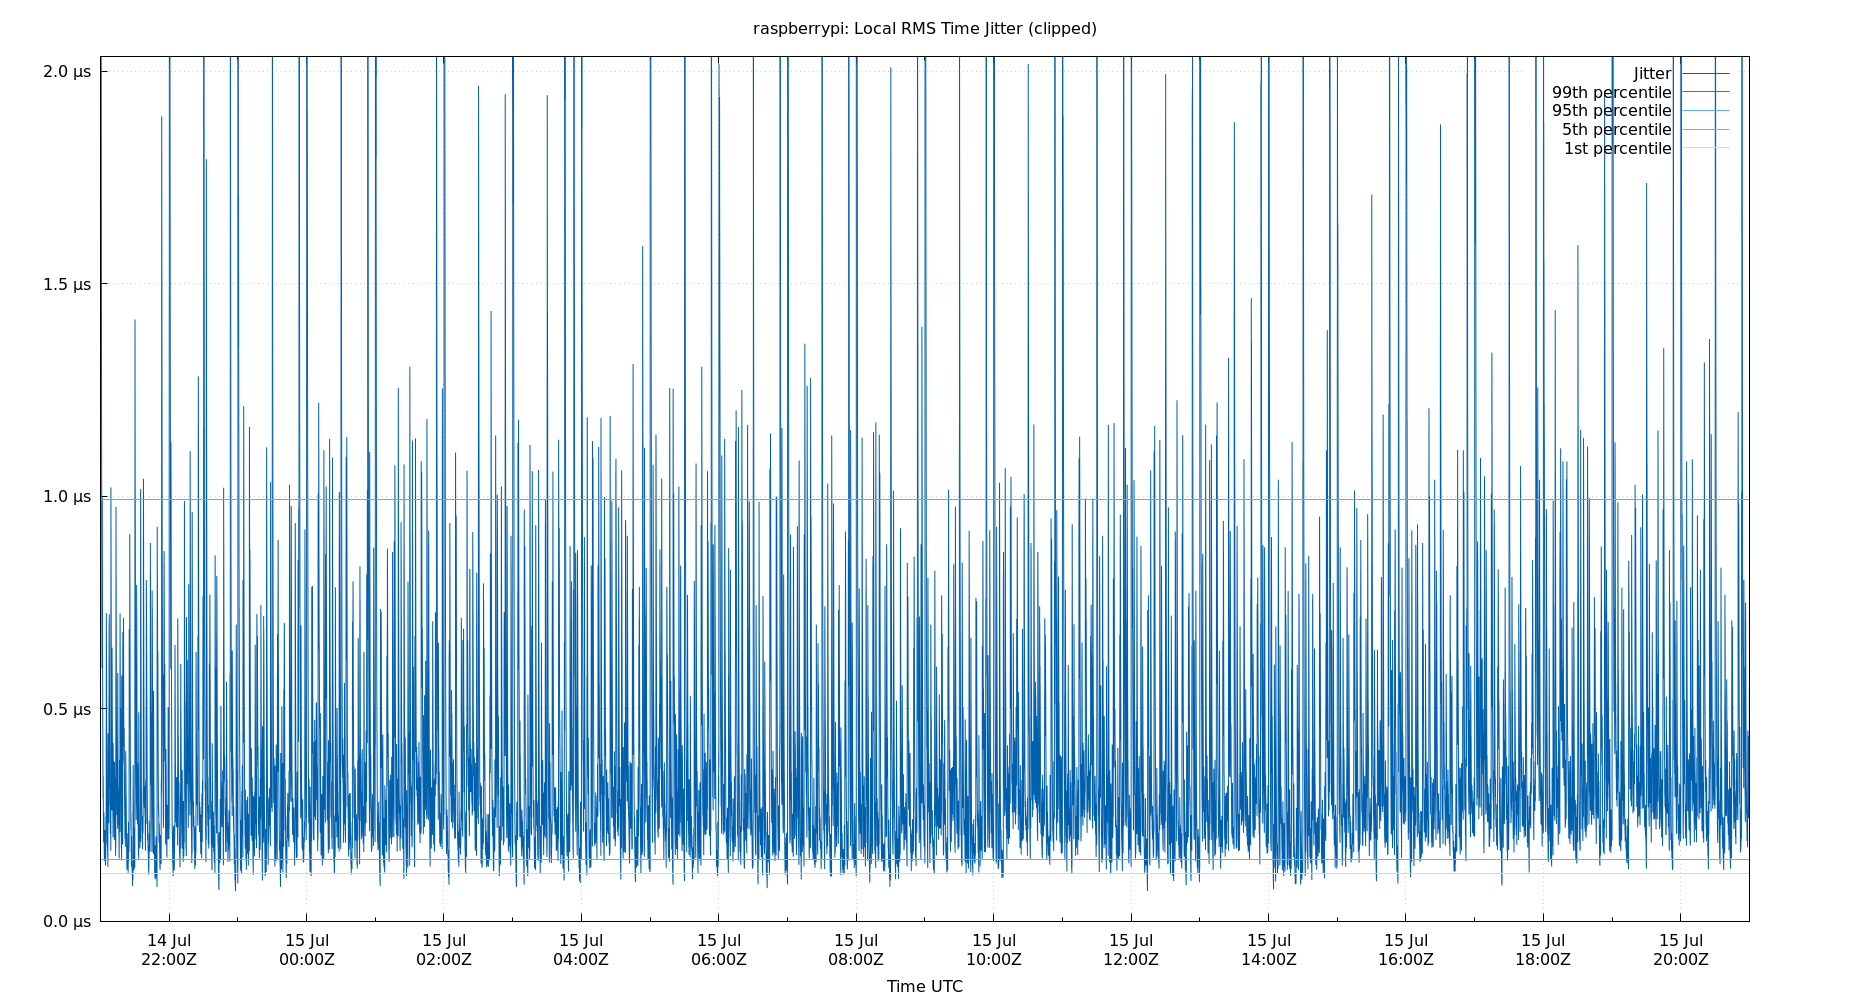 raspberrypi: Local RMS Time Jitter (clipped)
2.0 µs
1.5 µs
1.0 µs
0.5 µs
0.0 µs
Jitter
99th percentile
95th percentile
5th percentile
1st percentile
14 Jul
22:00Z
15 Jul
00:00Z
15 Jul
02:00Z
15 Jul
04:00Z
15 Jul
06:00Z
15 Jul
08:00Z
15 Jul
10:00Z
15 Jul
12:00Z
15 Jul
14:00Z
15 Jul
16:00Z
15 Jul
18:00Z
15 Jul
20:00Z
Time UTC